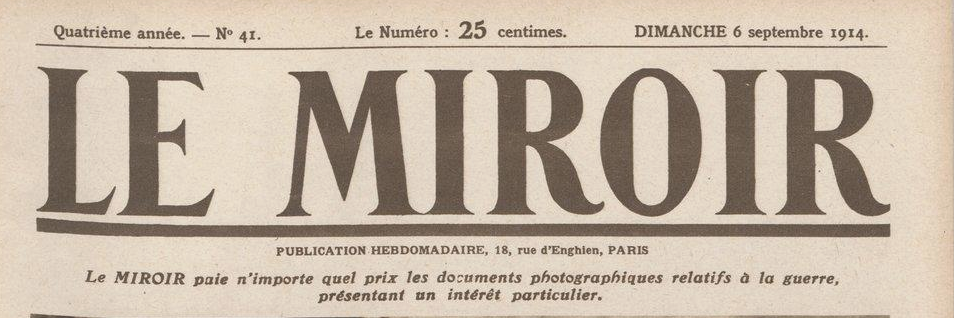 Quatrième année. — Nº 41. Le Numéro : 25 centimes. DIMANCHE 6 septembre 1914.
LE MIROIR
PUBLICATION HEBDOMADAIRE, 18, rue d'Enghien, PARIS
Le MIROIR paie n'importe quel prix les documents photographiques relatifs à la guerre,
présentant un intérêt particulier.